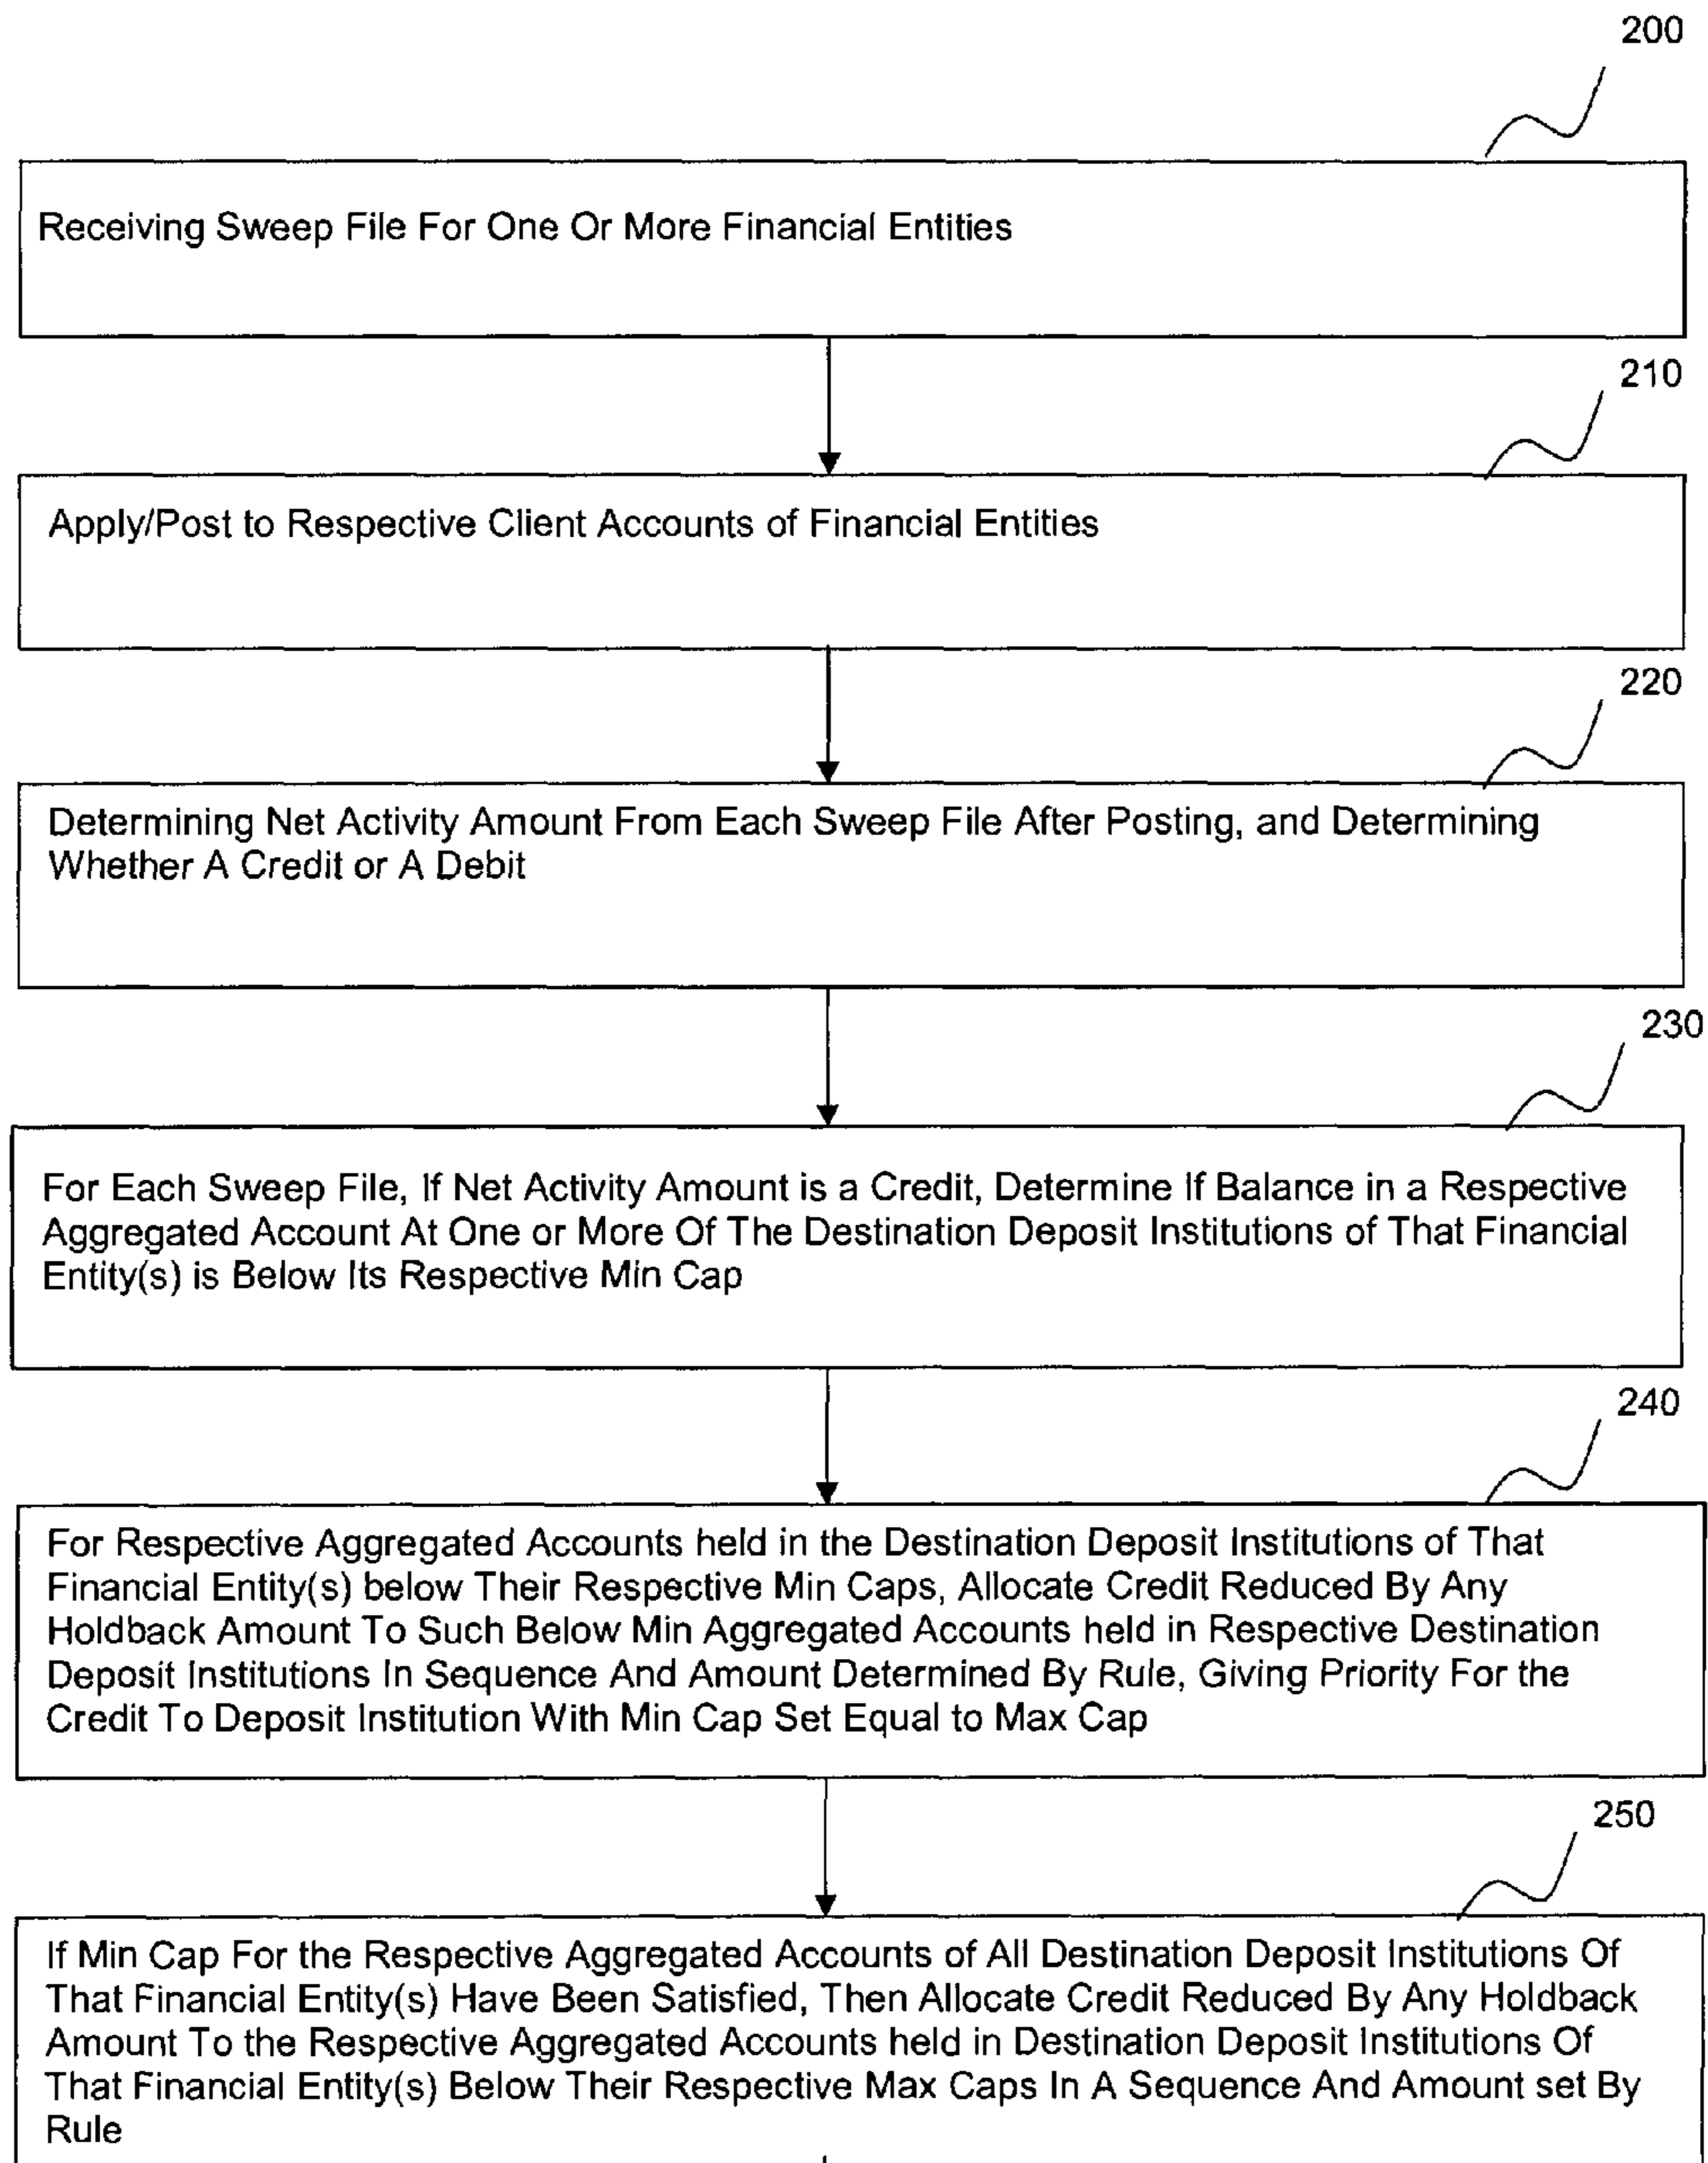 200
Receiving Sweep File For One Or More Financial Entities
210
Apply/Post to Respective Client Accounts of Financial Entities
220
Determining Net Activity Amount From Each Sweep File After Posting, and Determining
Whether A Credit or A Debit
230
For Each Sweep File, If Net Activity Amount is a Credit, Determine If Balance in a Respective
Aggregated Account At One or More Of The Destination Deposit Institutions of That Financial
Entity(s) is Below Its Respective Min Cap
240
For Respective Aggregated Accounts held in the Destination Deposit Institutions of That
Financial Entity(s) below Their Respective Min Caps, Allocate Credit Reduced By Any
Holdback Amount To Such Below Min Aggregated Accounts held in Respective Destination
Deposit Institutions In Sequence And Amount Determined By Rule, Giving Priority For the
Credit To Deposit Institution With Min Cap Set Equal to Max Cap
250
If Min Cap For the Respective Aggregated Accounts of All Destination Deposit Institutions Of
That Financial Entity(s) Have Been Satisfied, Then Allocate Credit Reduced By Any Holdback
Amount To the Respective Aggregated Accounts held in Destination Deposit Institutions Of
That Financial Entity(s) Below Their Respective Max Caps In A Sequence And Amount set By
Rule